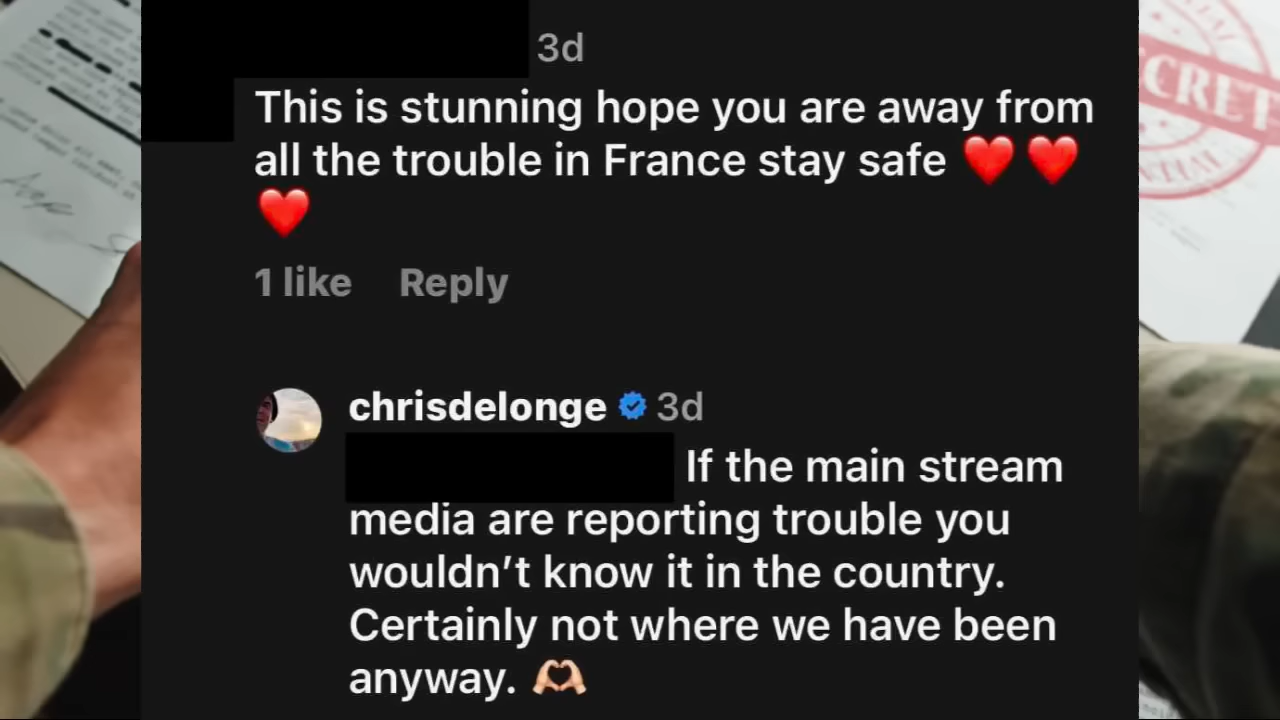 3d
This is stunning hope you are away from
all the trouble in France stay safe ❤️❤️
❤️
1 like Reply
chrisdelonge 3d
If the main stream
media are reporting trouble you
wouldn’t know it in the country.
Certainly not where we have been
anyway. 🫶🏻
CRET